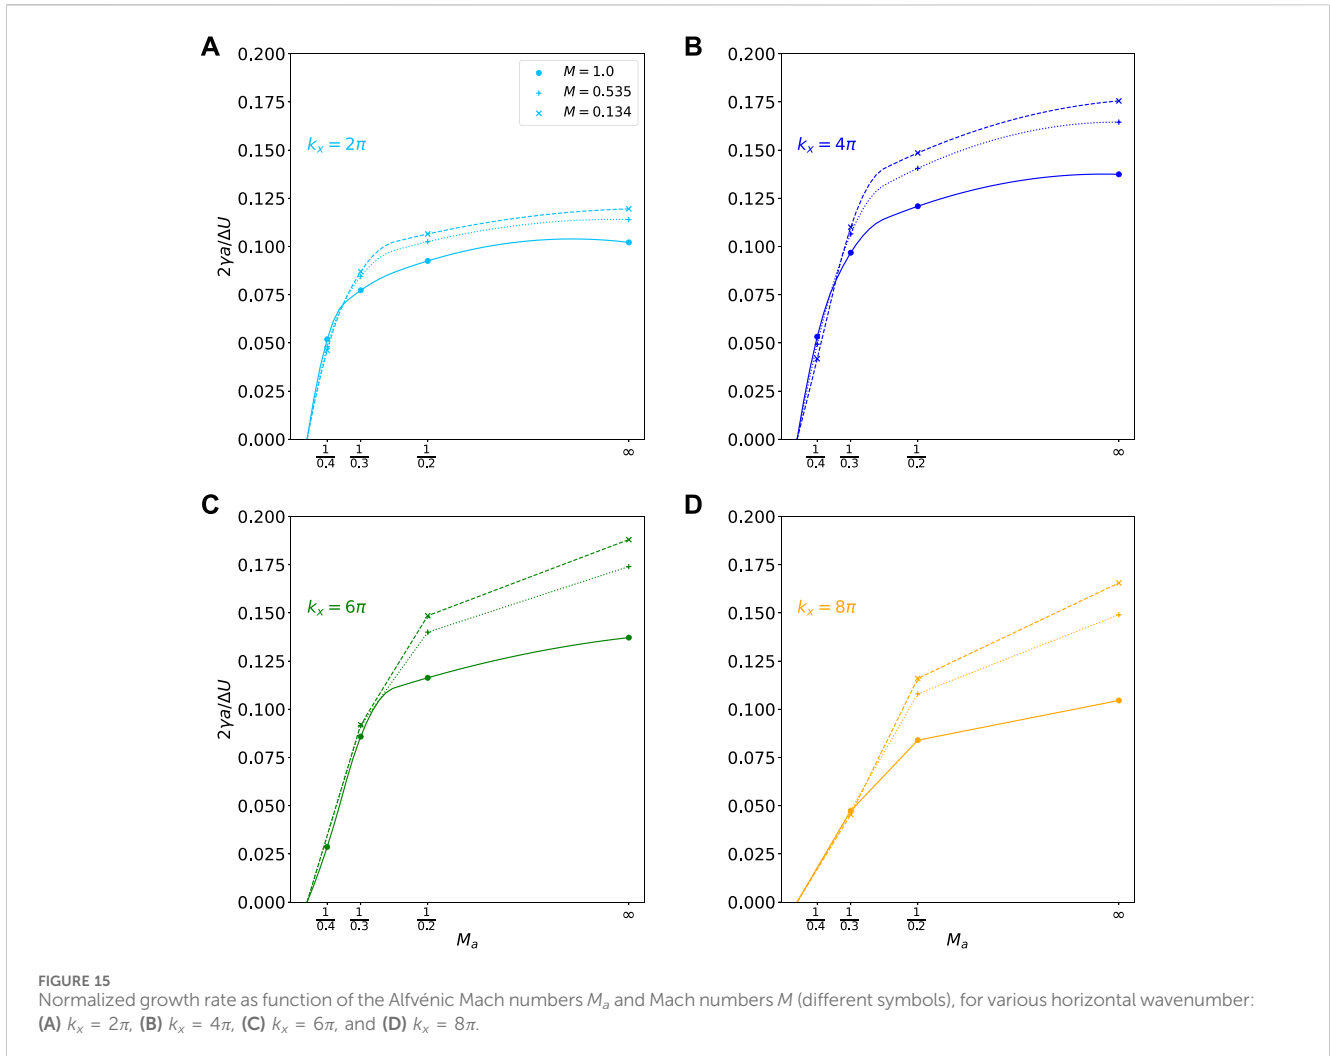 A
0.200
0.175
0.150
0.125
0.100
0.075
0.050
0.025
0.000
2γa/ΔU
k_x = 2π
M = 1.0
M = 0.535
M = 0.134
1/0.4 1/0.3 1/0.2 ∞
B
0.200
0.175
0.150
0.125
0.100
0.075
0.050
0.025
0.000
k_x = 4π
1/0.4 1/0.3 1/0.2 ∞
C
0.200
0.175
0.150
0.125
0.100
0.075
0.050
0.025
0.000
2γa/ΔU
k_x = 6π
1/0.4 1/0.3 1/0.2 ∞
M_a
D
0.200
0.175
0.150
0.125
0.100
0.075
0.050
0.025
0.000
k_x = 8π
1/0.4 1/0.3 1/0.2 ∞
M_a
FIGURE 15
Normalized growth rate as function of the Alfvénic Mach numbers M_a and Mach numbers M (different symbols), for various horizontal wavenumber:
(A) k_x = 2π, (B) k_x = 4π, (C) k_x = 6π, and (D) k_x = 8π.